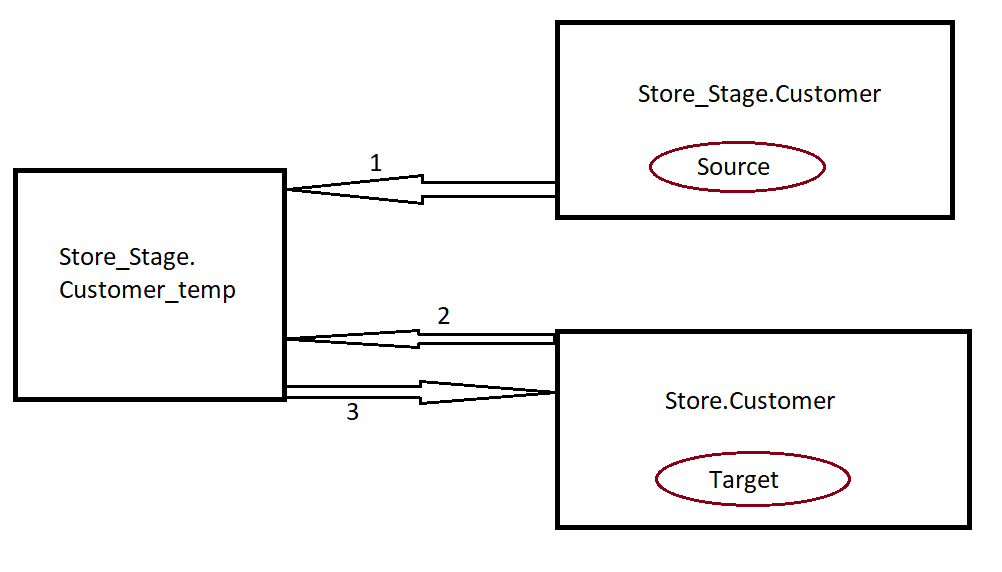 Store_Stage.Customer
Source
1
Store_Stage.
Customer_temp
2
3
Store.Customer
Target